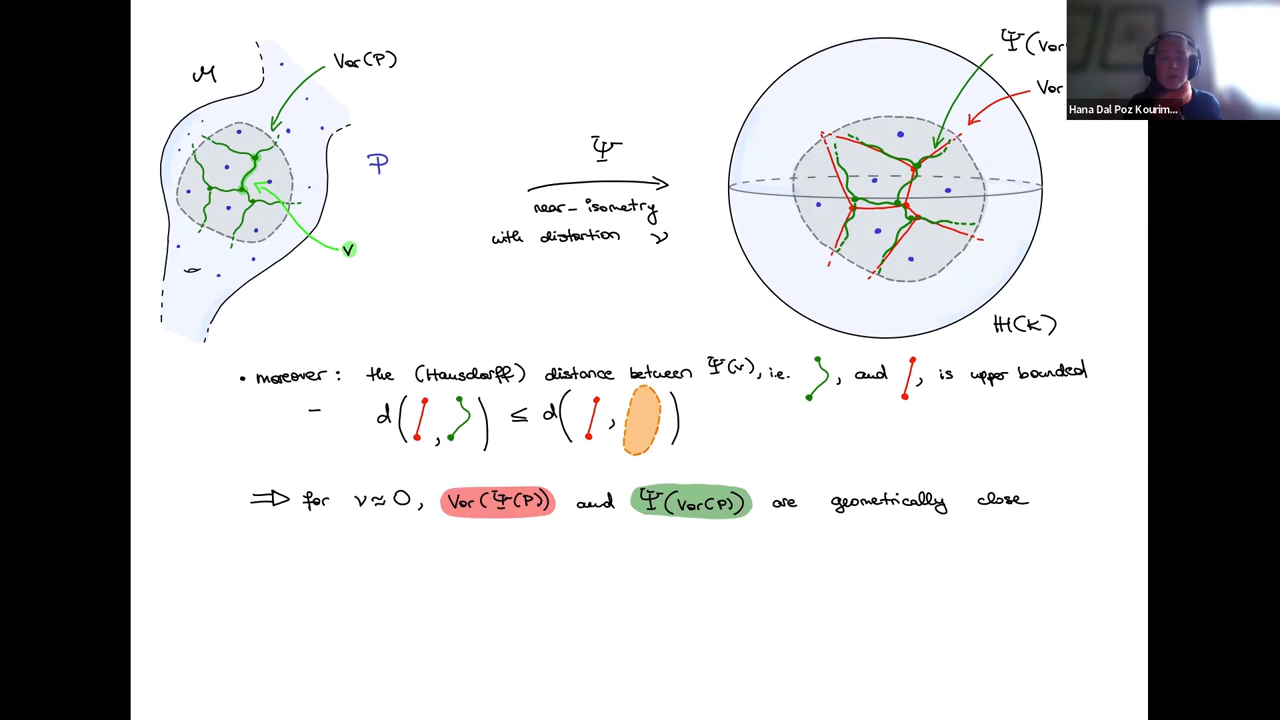 M
Vor(P)
P
v
Ψ
near-isometry
with distortion ν
Ψ(Vor
Vor
Hana Dal Poz Kourim...
ℍ(K)
• moreover: the (Hausdorff) distance between Ψ(v), i.e. , and , is upper bounded
d( , ) ≤ d( , )
⇒ for ν ≈ 0, Vor(Ψ(P)) and Ψ(Vor(P)) are geometrically close